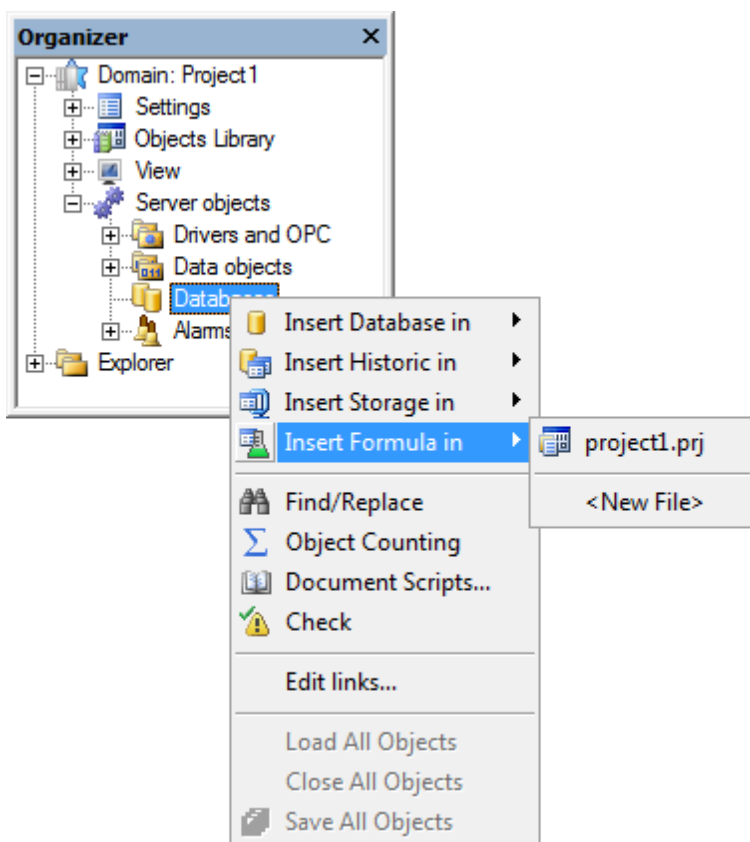 Organizer
Domain: Project1
Settings
Objects Library
View
Server objects
Drivers and OPC
Data objects
Databases
Alarms
Explorer
Insert Database in
Insert Historic in
Insert Storage in
Insert Formula in
project1.prj
<New File>
Find/Replace
Object Counting
Document Scripts...
Check
Edit links...
Load All Objects
Close All Objects
Save All Objects